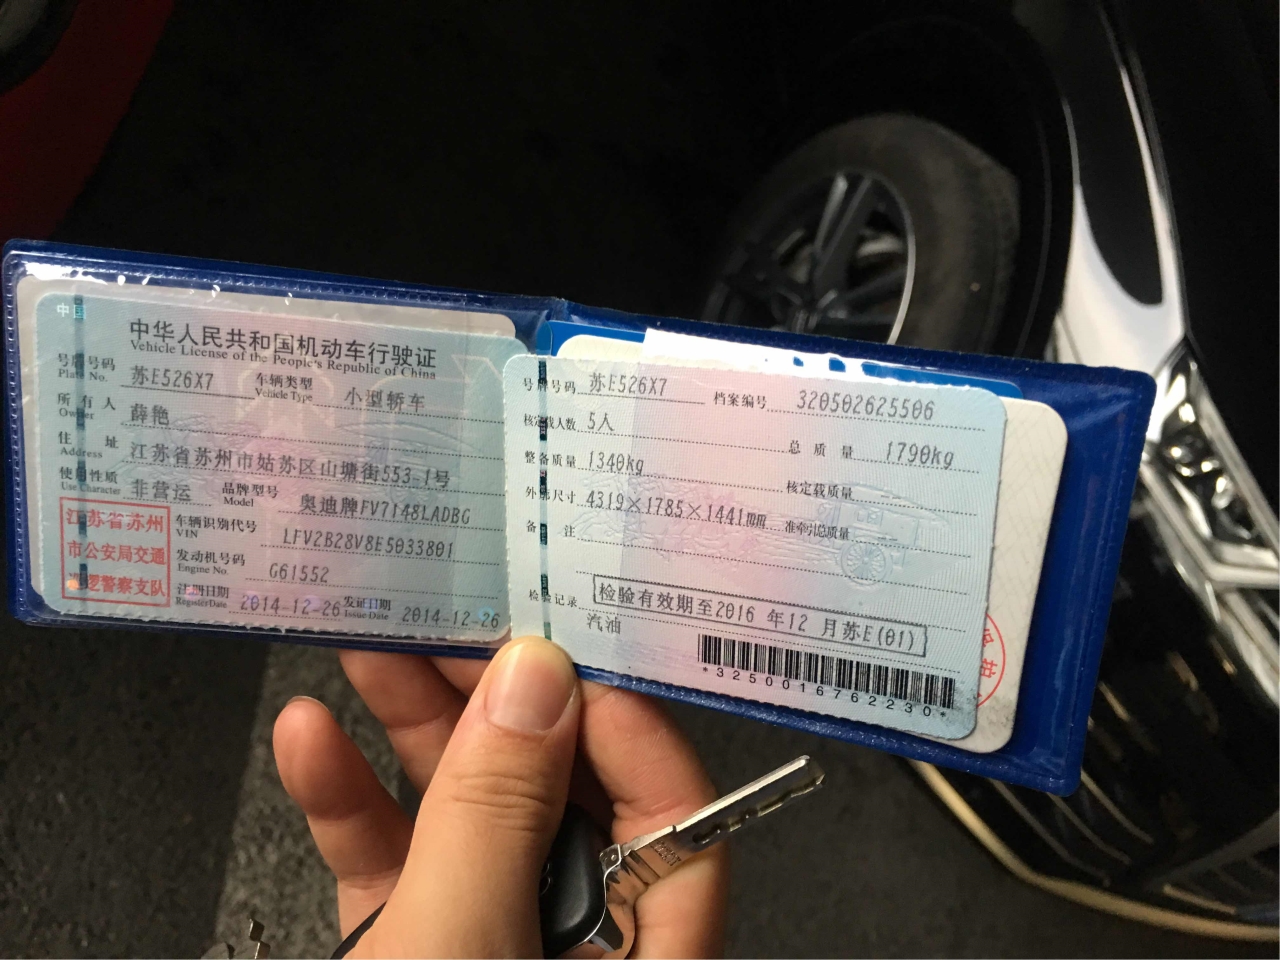 中国
中华人民共和国机动车行驶证
Vehicle License of the People's Republic of China
号牌号码 苏E526X7 车辆类型 小型轿车
Plate No. Vehicle Type
所有人 薛艳
Owner
住址 江苏省苏州市姑苏区山塘街553-1号
Address
使用性质 非营运 品牌型号 奥迪牌FV7148LADBG
Use Character Model
江苏省苏州
市公安局交通
巡逻警察支队
车辆识别代号 LFV2B28V8E5033801
VIN
发动机号码 G61552
Engine No.
注册日期 2014-12-26 发证日期 2014-12-26
Register Date Issue Date
号牌号码 苏E526X7 档案编号 320502625506
核定载人数 5人 总质量 1790kg
整备质量 1340kg 核定载质量
外廓尺寸 4319×1785×1441mm 准牵引总质量
备注
检验记录 检验有效期至2016 年12 月苏E(01)
汽油
*3250016762230*